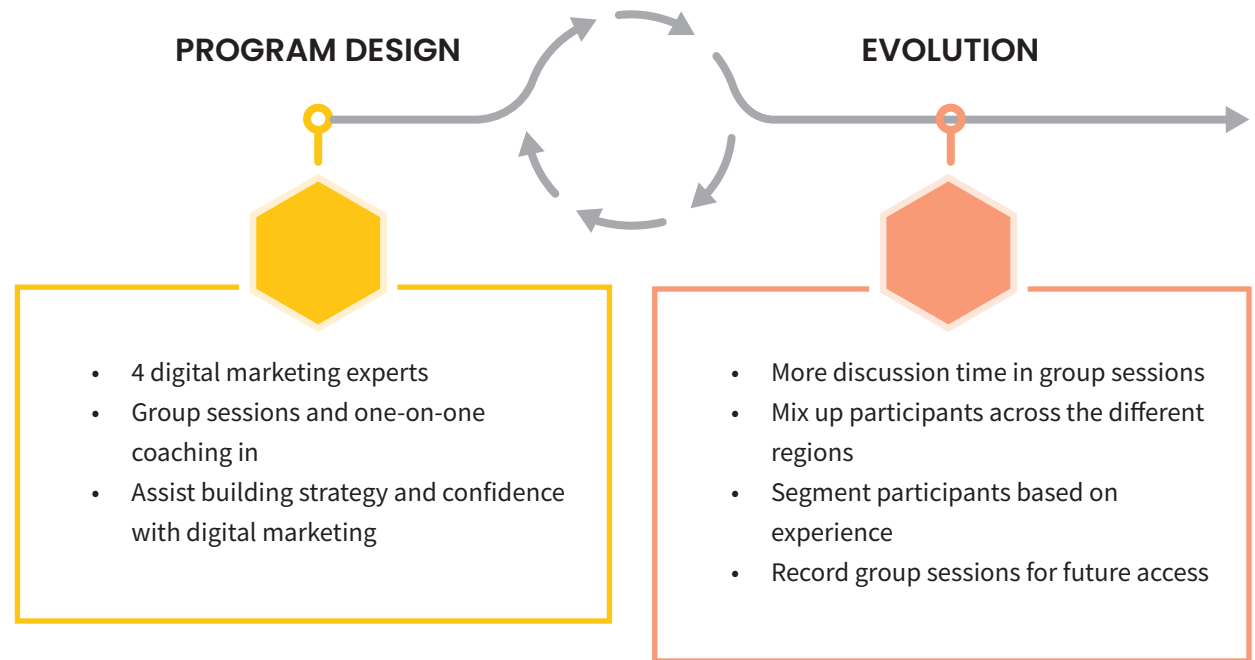 PROGRAM DESIGN
• 4 digital marketing experts
• Group sessions and one-on-one
coaching in
• Assist building strategy and confidence
with digital marketing
EVOLUTION
• More discussion time in group sessions
• Mix up participants across the different
regions
• Segment participants based on
experience
• Record group sessions for future access